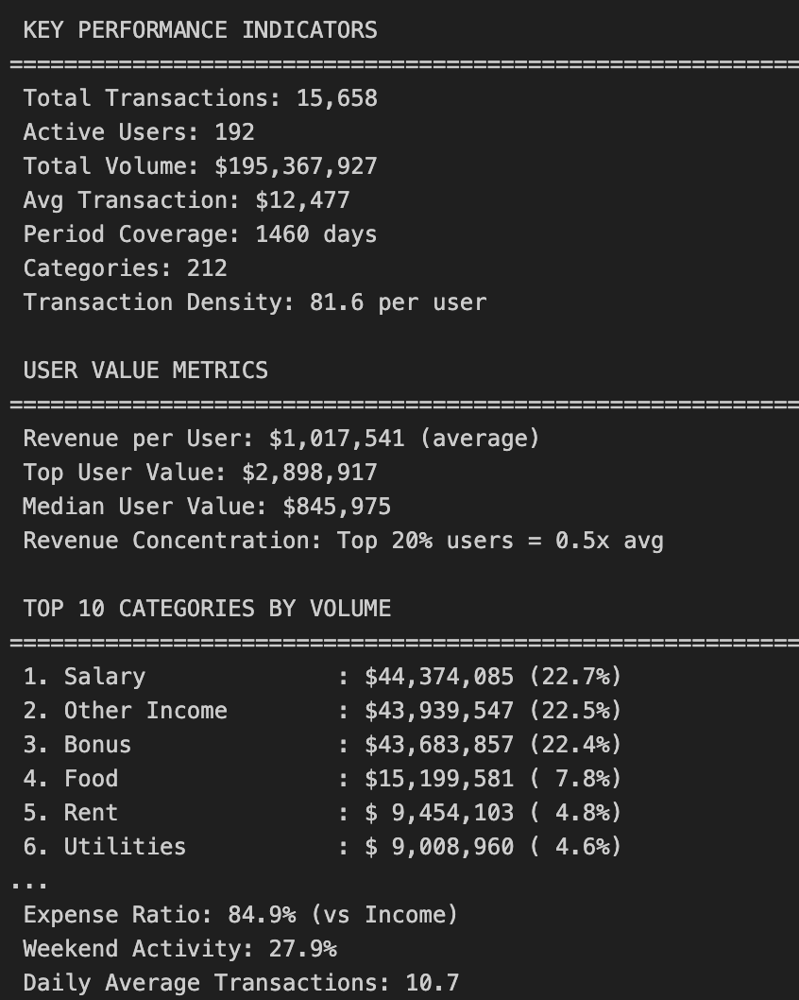 KEY PERFORMANCE INDICATORS
==========================================================
Total Transactions: 15,658
Active Users: 192
Total Volume: $195,367,927
Avg Transaction: $12,477
Period Coverage: 1460 days
Categories: 212
Transaction Density: 81.6 per user
USER VALUE METRICS
==========================================================
Revenue per User: $1,017,541 (average)
Top User Value: $2,898,917
Median User Value: $845,975
Revenue Concentration: Top 20% users = 0.5x avg
TOP 10 CATEGORIES BY VOLUME
==========================================================
1. Salary              : $44,374,085 (22.7%)
2. Other Income        : $43,939,547 (22.5%)
3. Bonus               : $43,683,857 (22.4%)
4. Food                : $15,199,581 ( 7.8%)
5. Rent                : $ 9,454,103 ( 4.8%)
6. Utilities           : $ 9,008,960 ( 4.6%)
...
Expense Ratio: 84.9% (vs Income)
Weekend Activity: 27.9%
Daily Average Transactions: 10.7